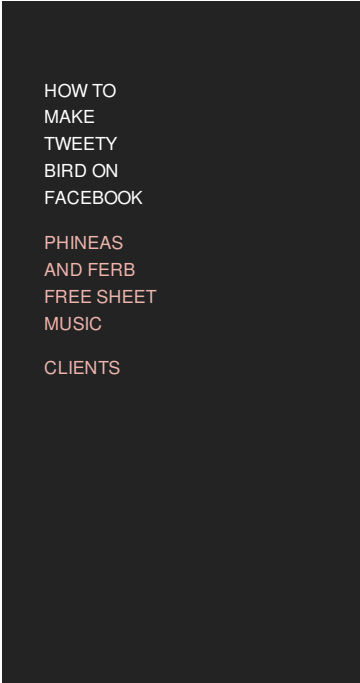 HOW TO
MAKE
TWEETY
BIRD ON
FACEBOOK
PHINEAS
AND FERB
FREE SHEET
MUSIC
CLIENTS